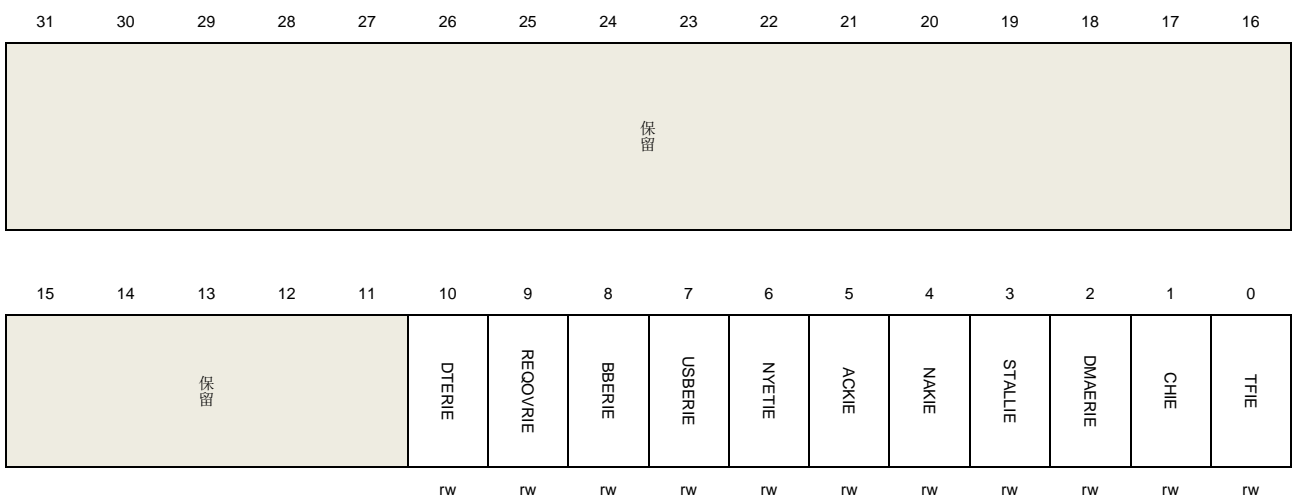 31 30 29 28 27 26 25 24 23 22 21 20 19 18 17 16
保留
15 14 13 12 11 10 9 8 7 6 5 4 3 2 1 0
保留 DTERIE REQOVRIE BBERIE USBERIE NYETIE ACKIE NAKIE STALLIE DMAERIE CHIE TFIE
rw rw rw rw rw rw rw rw rw rw rw